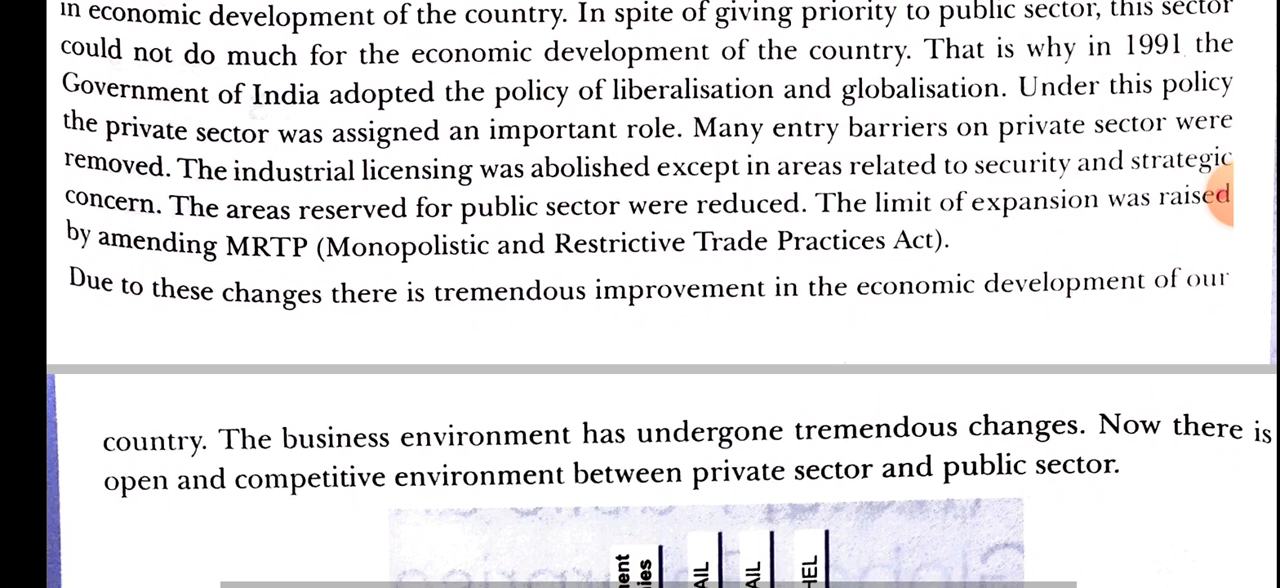 in economic development of the country. In spite of giving priority to public sector, this sector
could not do much for the economic development of the country. That is why in 1991 the
Government of India adopted the policy of liberalisation and globalisation. Under this policy
the private sector was assigned an important role. Many entry barriers on private sector were
removed. The industrial licensing was abolished except in areas related to security and strategic
concern. The areas reserved for public sector were reduced. The limit of expansion was raised
by amending MRTP (Monopolistic and Restrictive Trade Practices Act).
Due to these changes there is tremendous improvement in the economic development of our
country. The business environment has undergone tremendous changes. Now there is
open and competitive environment between private sector and public sector.